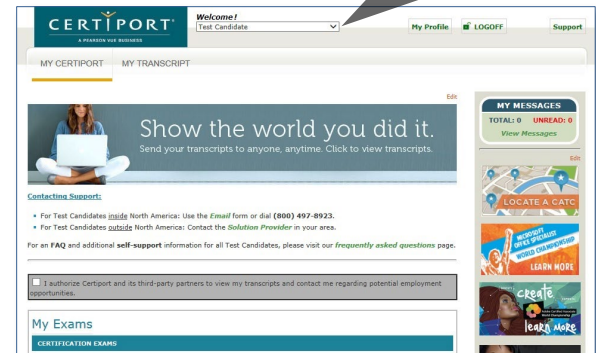 CERTIPORT
A PEARSON VUE BUSINESS
Welcome!
Test Candidate
My Profile
LOGOFF
Support
MY CERTIPORT
MY TRANSCRIPT
Edit
Show the world you did it.
Send your transcripts to anyone, anytime. Click to view transcripts.
Contacting Support:
• For Test Candidates inside North America: Use the Email form or dial (800) 497-8923.
• For Test Candidates outside North America: Contact the Solution Provider in your area.
For an FAQ and additional self-support information for all Test Candidates, please visit our frequently asked questions page.
I authorize Certiport and its third-party partners to view my transcripts and contact me regarding potential employment
opportunities.
My Exams
CERTIFICATION EXAMS
MY MESSAGES
TOTAL: 0 UNREAD: 0
View Messages
Edit
LOCATE A CATC
MICROSOFT
OFFICE SPECIALIST
WORLD CHAMPIONSHIP
LEARN MORE
create
Adobe Certified Associate
World Championship
learn more